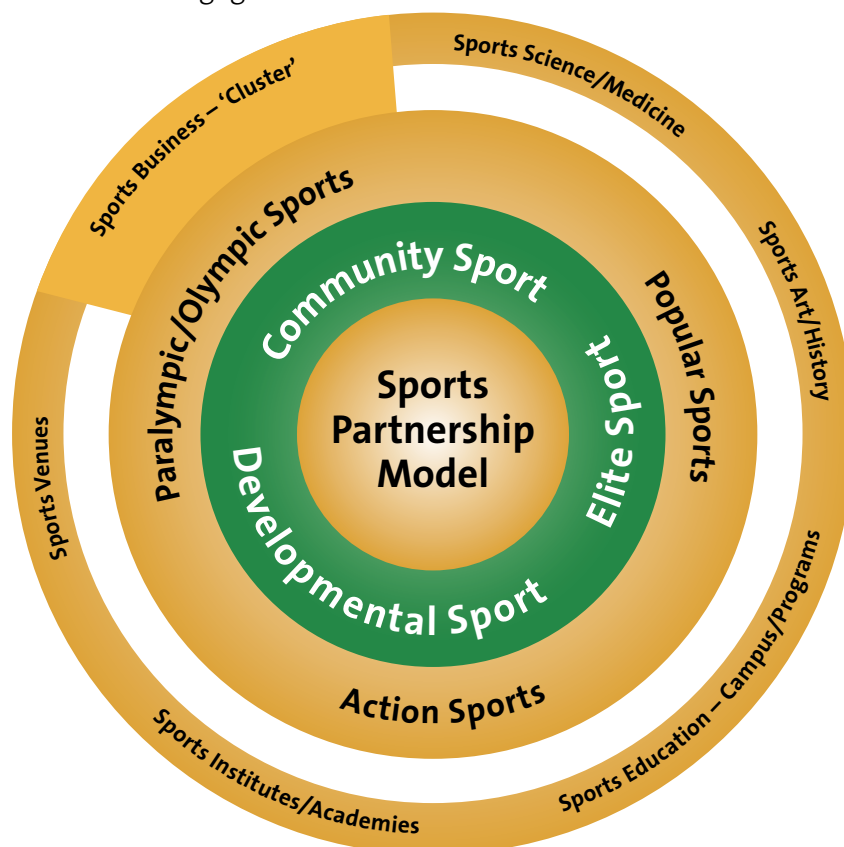 Sports Business – ‘Cluster’
Sports Science/Medicine
Sports Art/History
Sports Education – Campus/Programs
Sports Institutes/Academies
Sports Venues
Paralympic/Olympic Sports
Popular Sports
Action Sports
Community Sport
Elite Sport
Developmental Sport
Sports
Partnership
Model